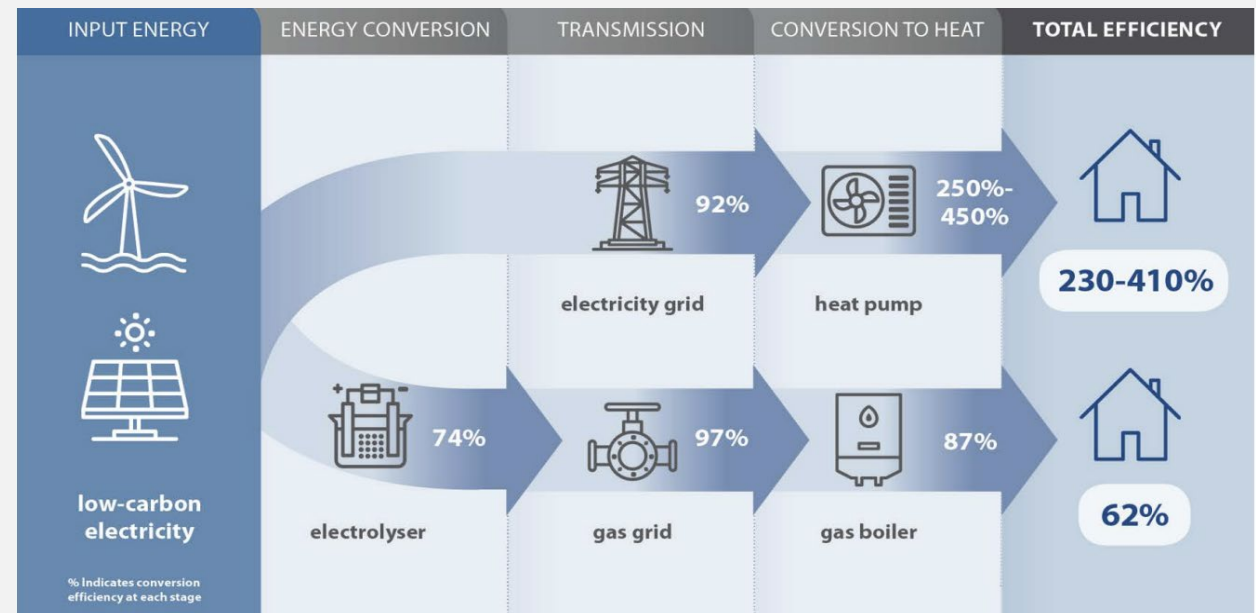 INPUT ENERGY
ENERGY CONVERSION
TRANSMISSION
CONVERSION TO HEAT
TOTAL EFFICIENCY
92%
250%-
450%
230-410%
electricity grid
heat pump
74%
97%
87%
62%
low-carbon
electricity
electrolyser
gas grid
gas boiler
% Indicates conversion
efficiency at each stage